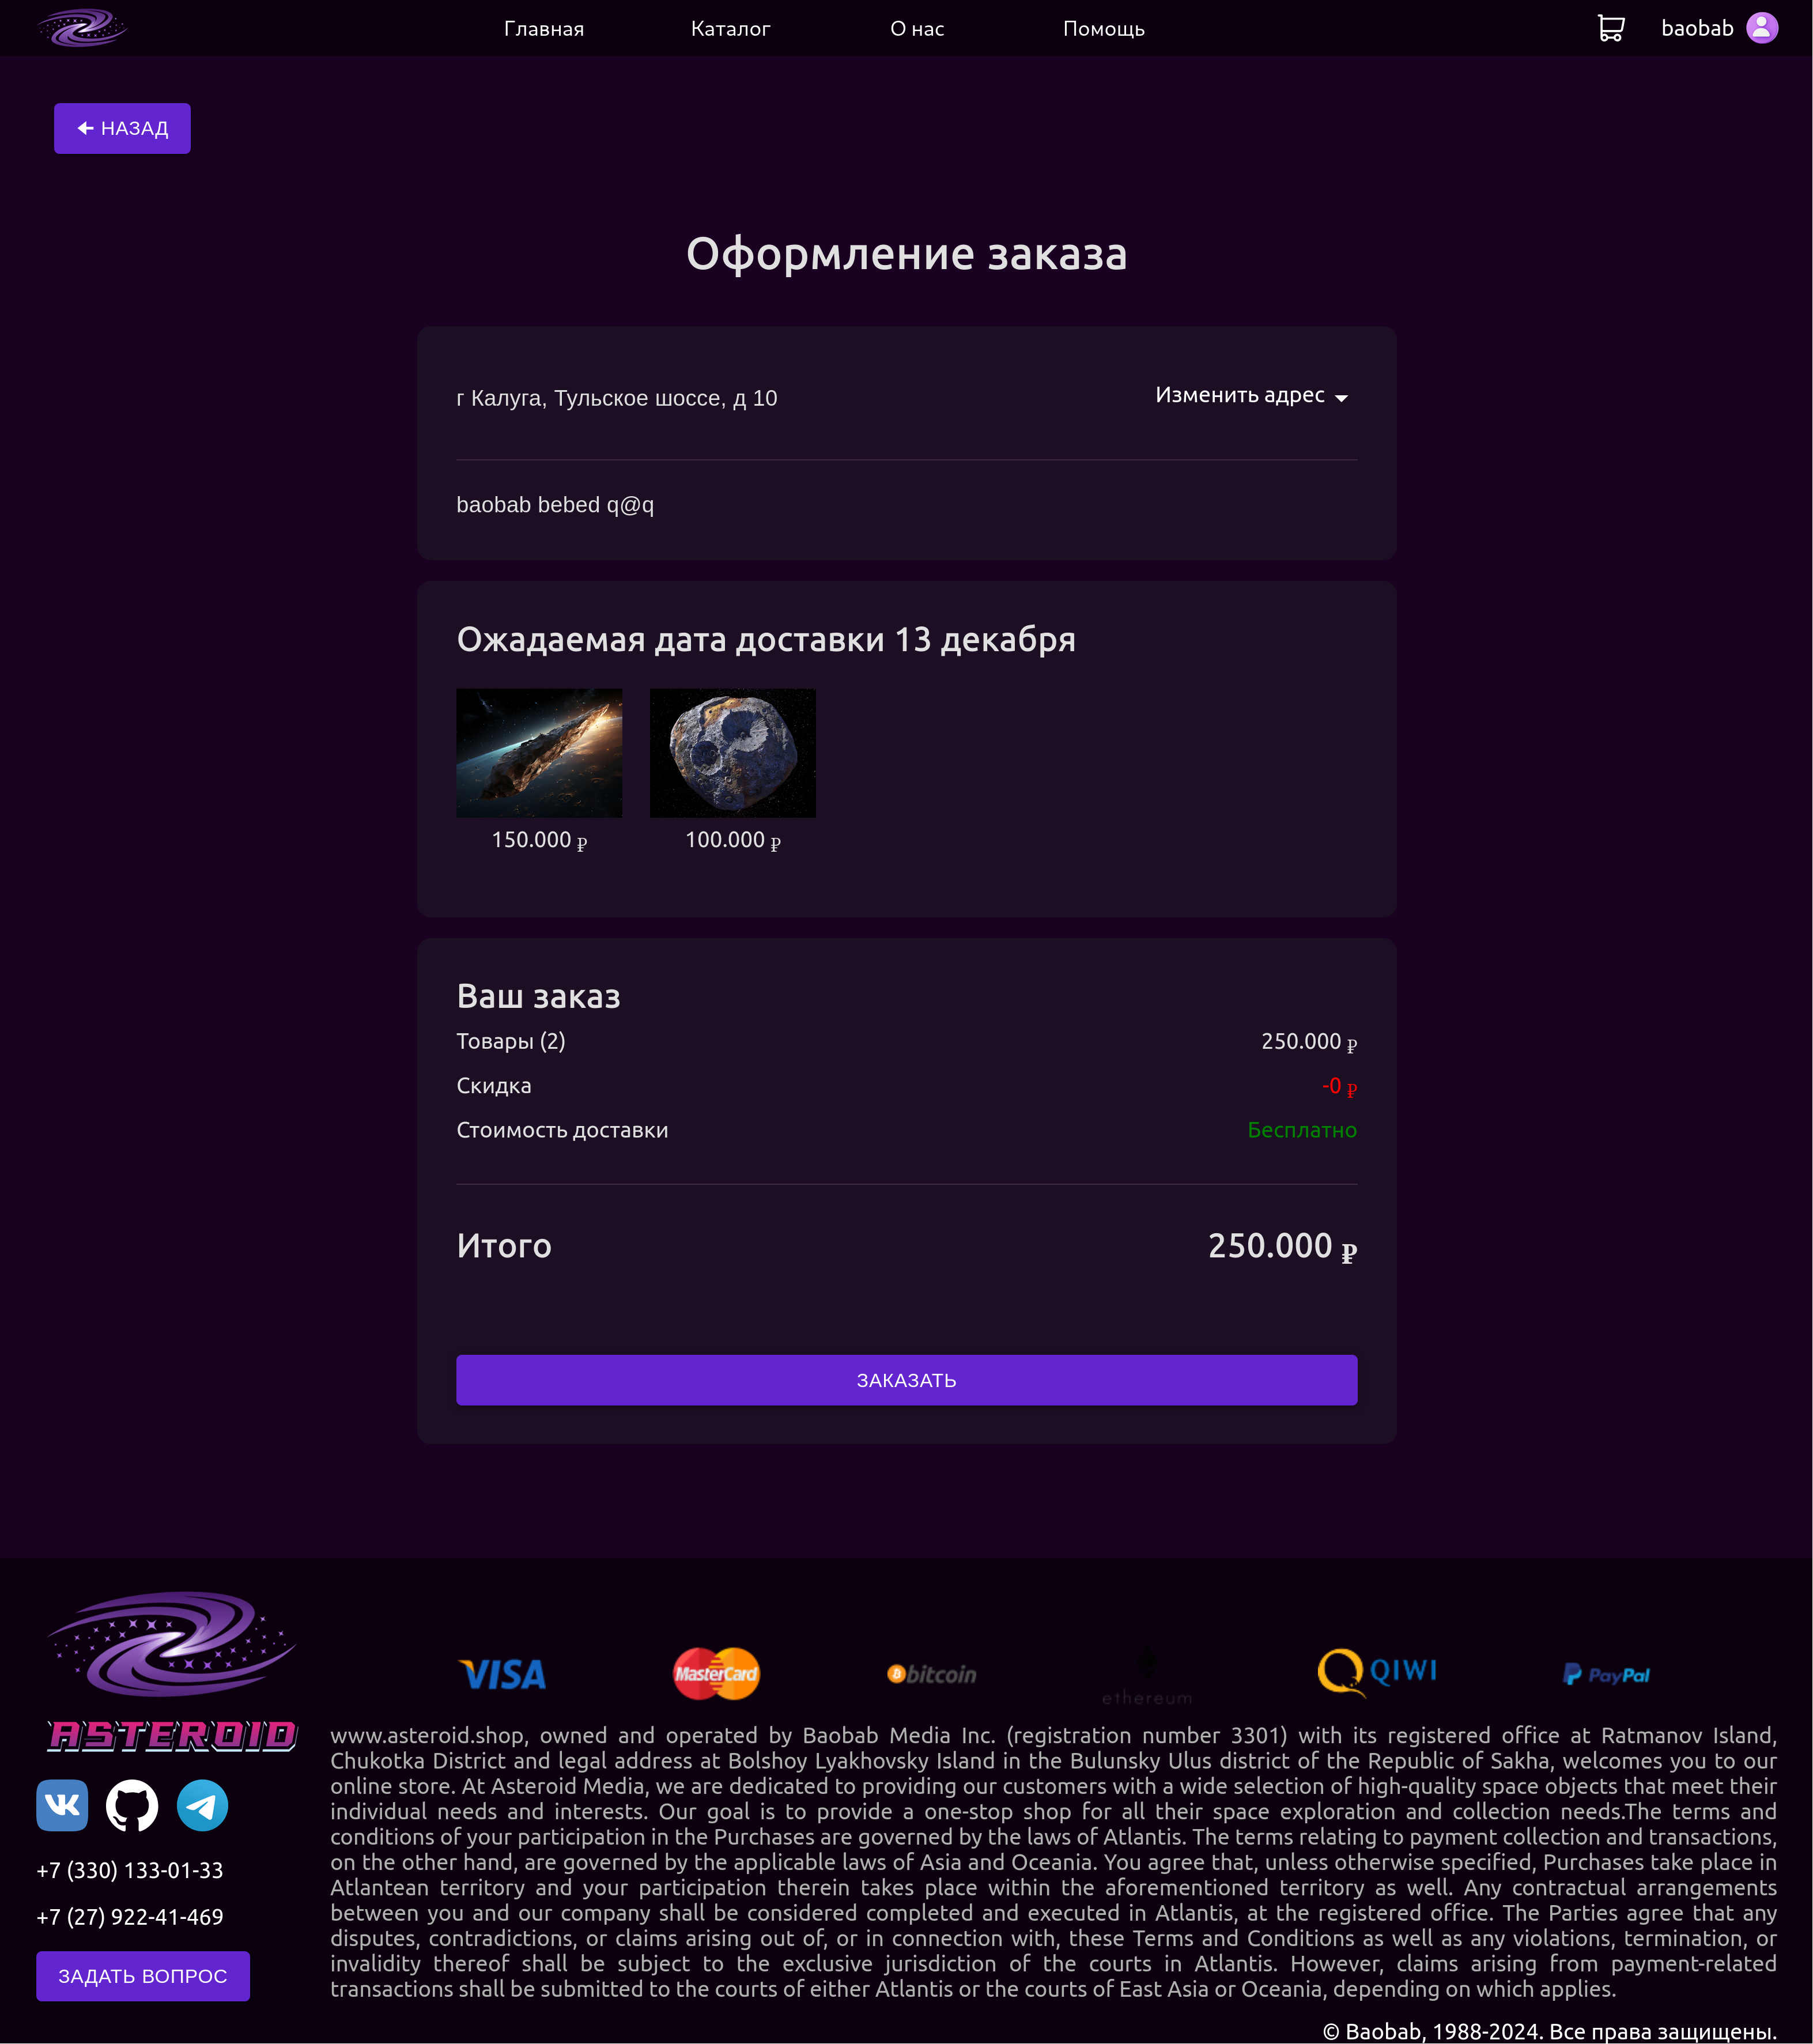 Главная Каталог О нас Помощь baobab
НАЗАД
Оформление заказа
г Калуга, Тульское шоссе, д 10 Изменить адрес
baobab bebed q@q
Ожадаемая дата доставки 13 декабря
150.000 ₽ 100.000 ₽
Ваш заказ
Товары (2) 250.000 ₽
Скидка -0 ₽
Стоимость доставки Бесплатно
Итого 250.000 ₽
ЗАКАЗАТЬ
VISA MasterCard bitcoin ethereum QIWI PayPal
ASTEROID
+7 (330) 133-01-33
+7 (27) 922-41-469
ЗАДАТЬ ВОПРОС
www.asteroid.shop, owned and operated by Baobab Media Inc. (registration number 3301) with its registered office at Ratmanov Island,
Chukotka District and legal address at Bolshoy Lyakhovsky Island in the Bulunsky Ulus district of the Republic of Sakha, welcomes you to our
online store. At Asteroid Media, we are dedicated to providing our customers with a wide selection of high-quality space objects that meet their
individual needs and interests. Our goal is to provide a one-stop shop for all their space exploration and collection needs.The terms and
conditions of your participation in the Purchases are governed by the laws of Atlantis. The terms relating to payment collection and transactions,
on the other hand, are governed by the applicable laws of Asia and Oceania. You agree that, unless otherwise specified, Purchases take place in
Atlantean territory and your participation therein takes place within the aforementioned territory as well. Any contractual arrangements
between you and our company shall be considered completed and executed in Atlantis, at the registered office. The Parties agree that any
disputes, contradictions, or claims arising out of, or in connection with, these Terms and Conditions as well as any violations, termination, or
invalidity thereof shall be subject to the exclusive jurisdiction of the courts in Atlantis. However, claims arising from payment-related
transactions shall be submitted to the courts of either Atlantis or the courts of East Asia or Oceania, depending on which applies.
© Baobab, 1988-2024. Все права защищены.